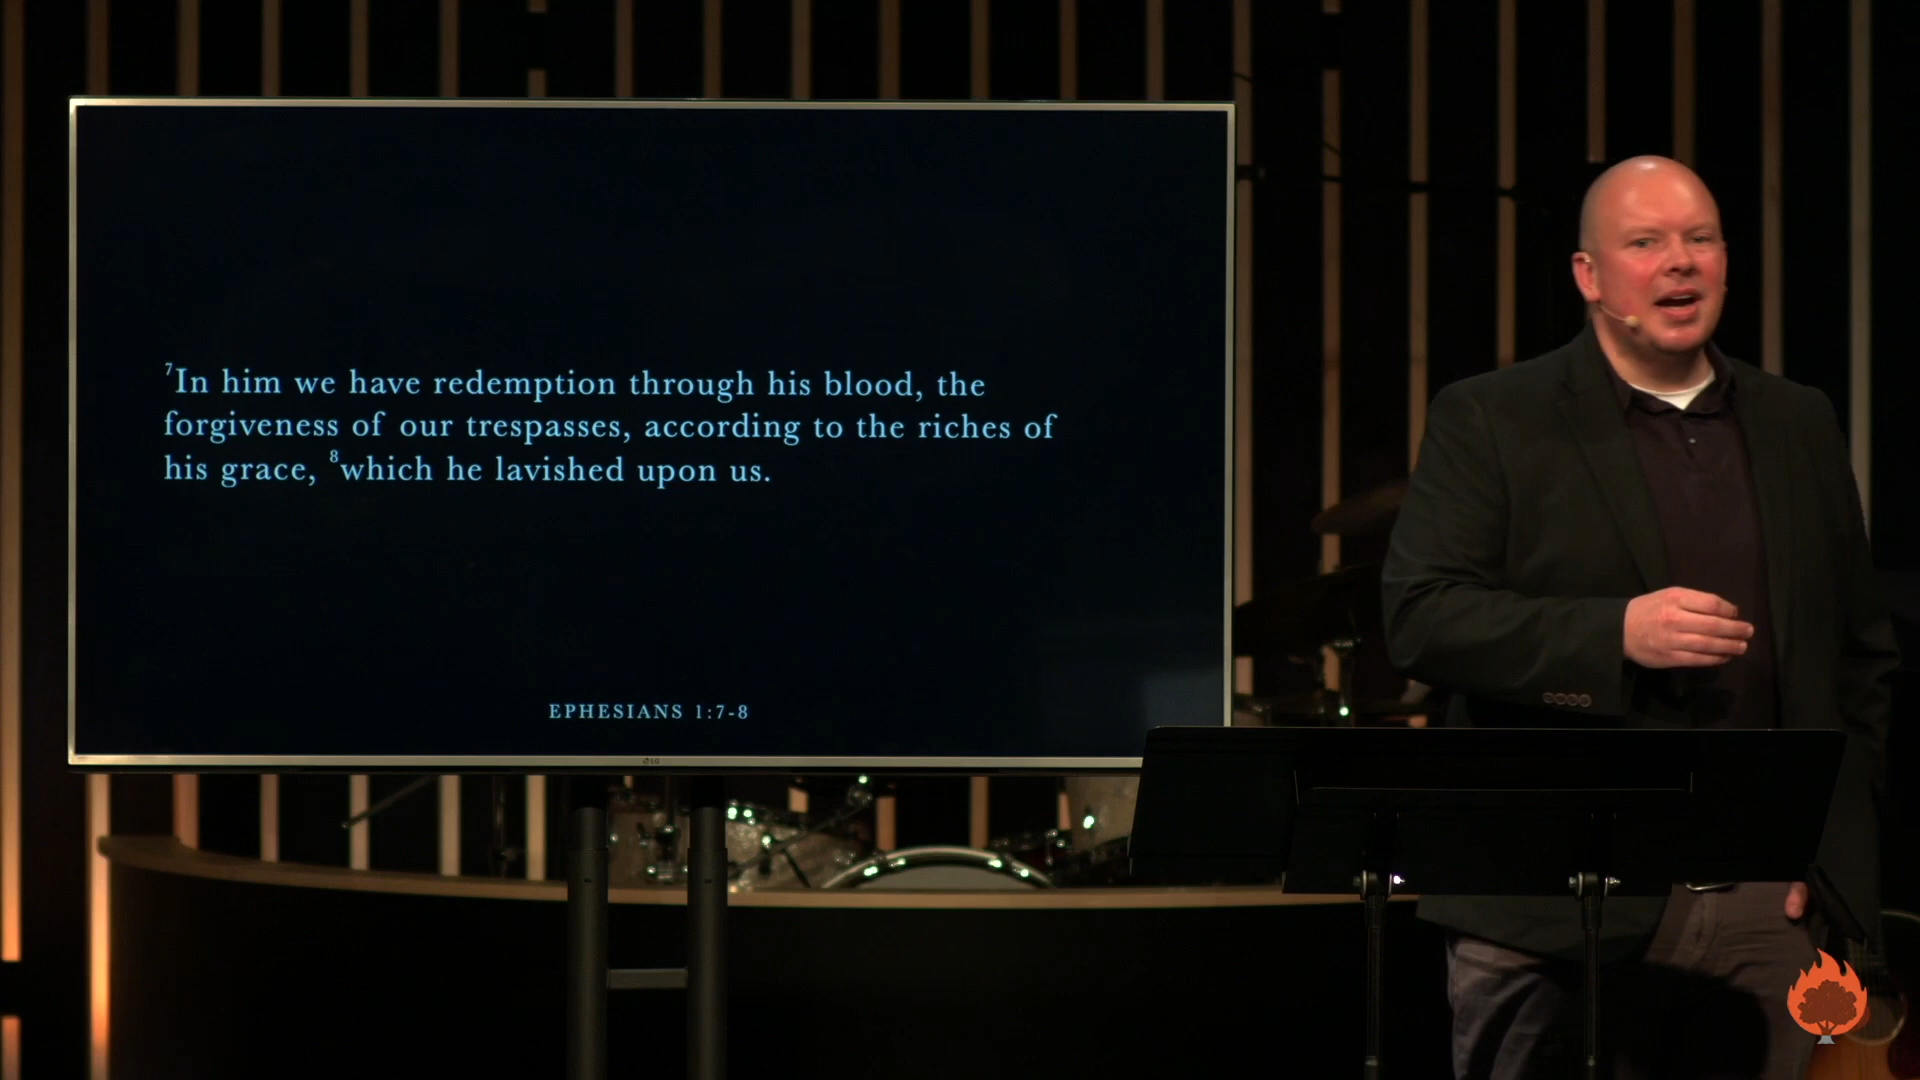 ⁷In him we have redemption through his blood, the
forgiveness of our trespasses, according to the riches of
his grace, ⁸which he lavished upon us.
EPHESIANS 1:7-8
LG